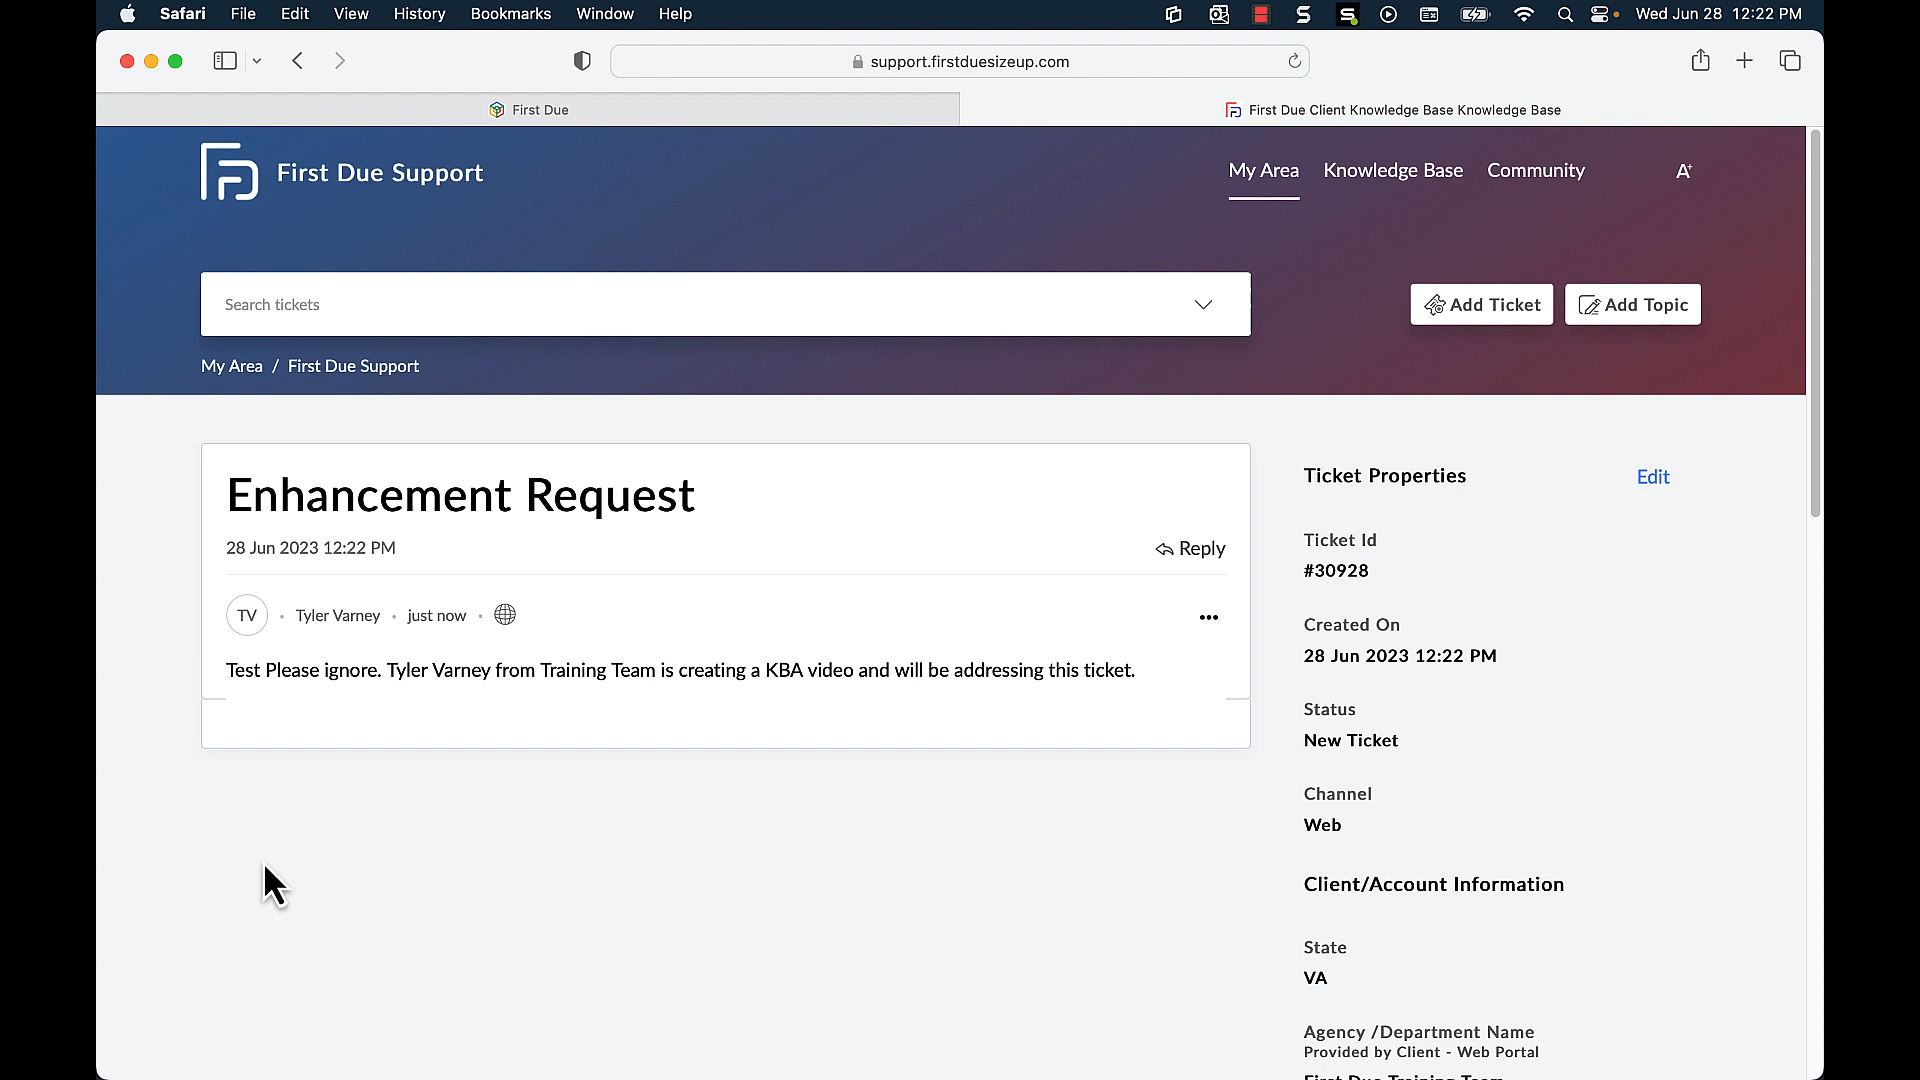 Safari File Edit View History Bookmarks Window Help Wed Jun 28 12:22 PM
support.firstduesizeup.com
First Due First Due Client Knowledge Base Knowledge Base
First Due Support My Area Knowledge Base Community A+
Search tickets Add Ticket Add Topic
My Area / First Due Support
Enhancement Request
28 Jun 2023 12:22 PM Reply
TV · Tyler Varney · just now ·
Test Please ignore. Tyler Varney from Training Team is creating a KBA video and will be addressing this ticket.
Ticket Properties Edit
Ticket Id
#30928
Created On
28 Jun 2023 12:22 PM
Status
New Ticket
Channel
Web
Client/Account Information
State
VA
Agency /Department Name
Provided by Client - Web Portal
First Due Training Team